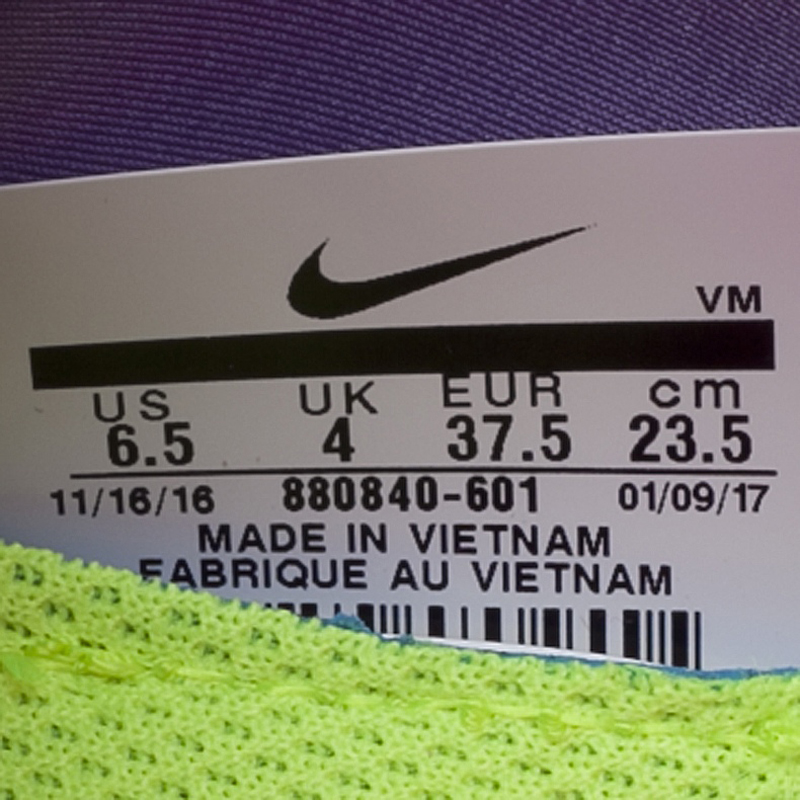 VM
US UK EUR cm
6.5 4 37.5 23.5
11/16/16 880840-601 01/09/17
MADE IN VIETNAM
FABRIQUE AU VIETNAM